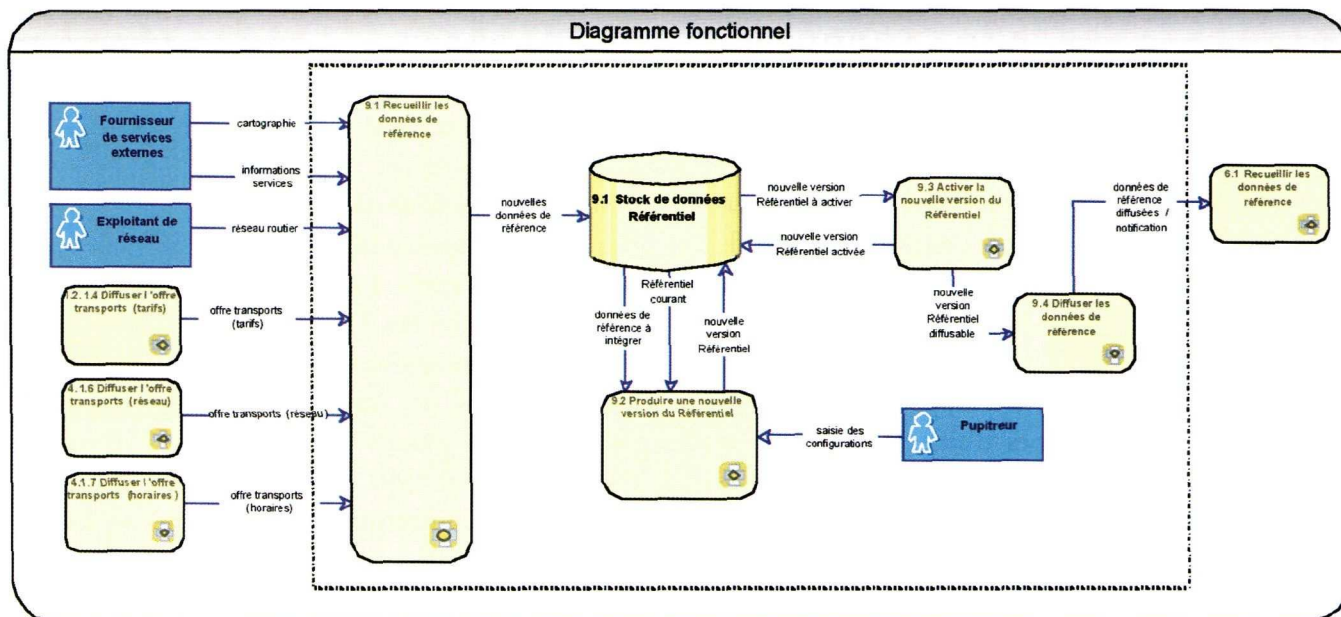 Diagramme fonctionnel
Fournisseur
de services
externes
cartographie
informations
services
Exploitant de
réseau
réseau routier
1.2.1.4 Diffuser l'offre
transports (tarifs)
offre transports
(tarifs)
4.1.6 Diffuser l'offre
transports (réseau)
offre transports (réseau)
4.1.7 Diffuser l'offre
transports (horaires)
offre transports
(horaires)
9.1 Recueillir les
données de
référence
nouvelles
données de
référence
9.1 Stock de données
Référentiel
nouvelle version
Référentiel à activer
nouvelle version
Référentiel activée
9.3 Activer la
nouvelle version du
Référentiel
données de
référence à
intégrer
Référentiel
courant
nouvelle
version
Référentiel
9.2 Produire une nouvelle
version du Référentiel
saisie des
configurations
Pupitreur
nouvelle
version
Référentiel
diffusable
9.4 Diffuser les
données de
référence
données de
référence
diffusées /
notification
6.1 Recueillir les
données de
référence